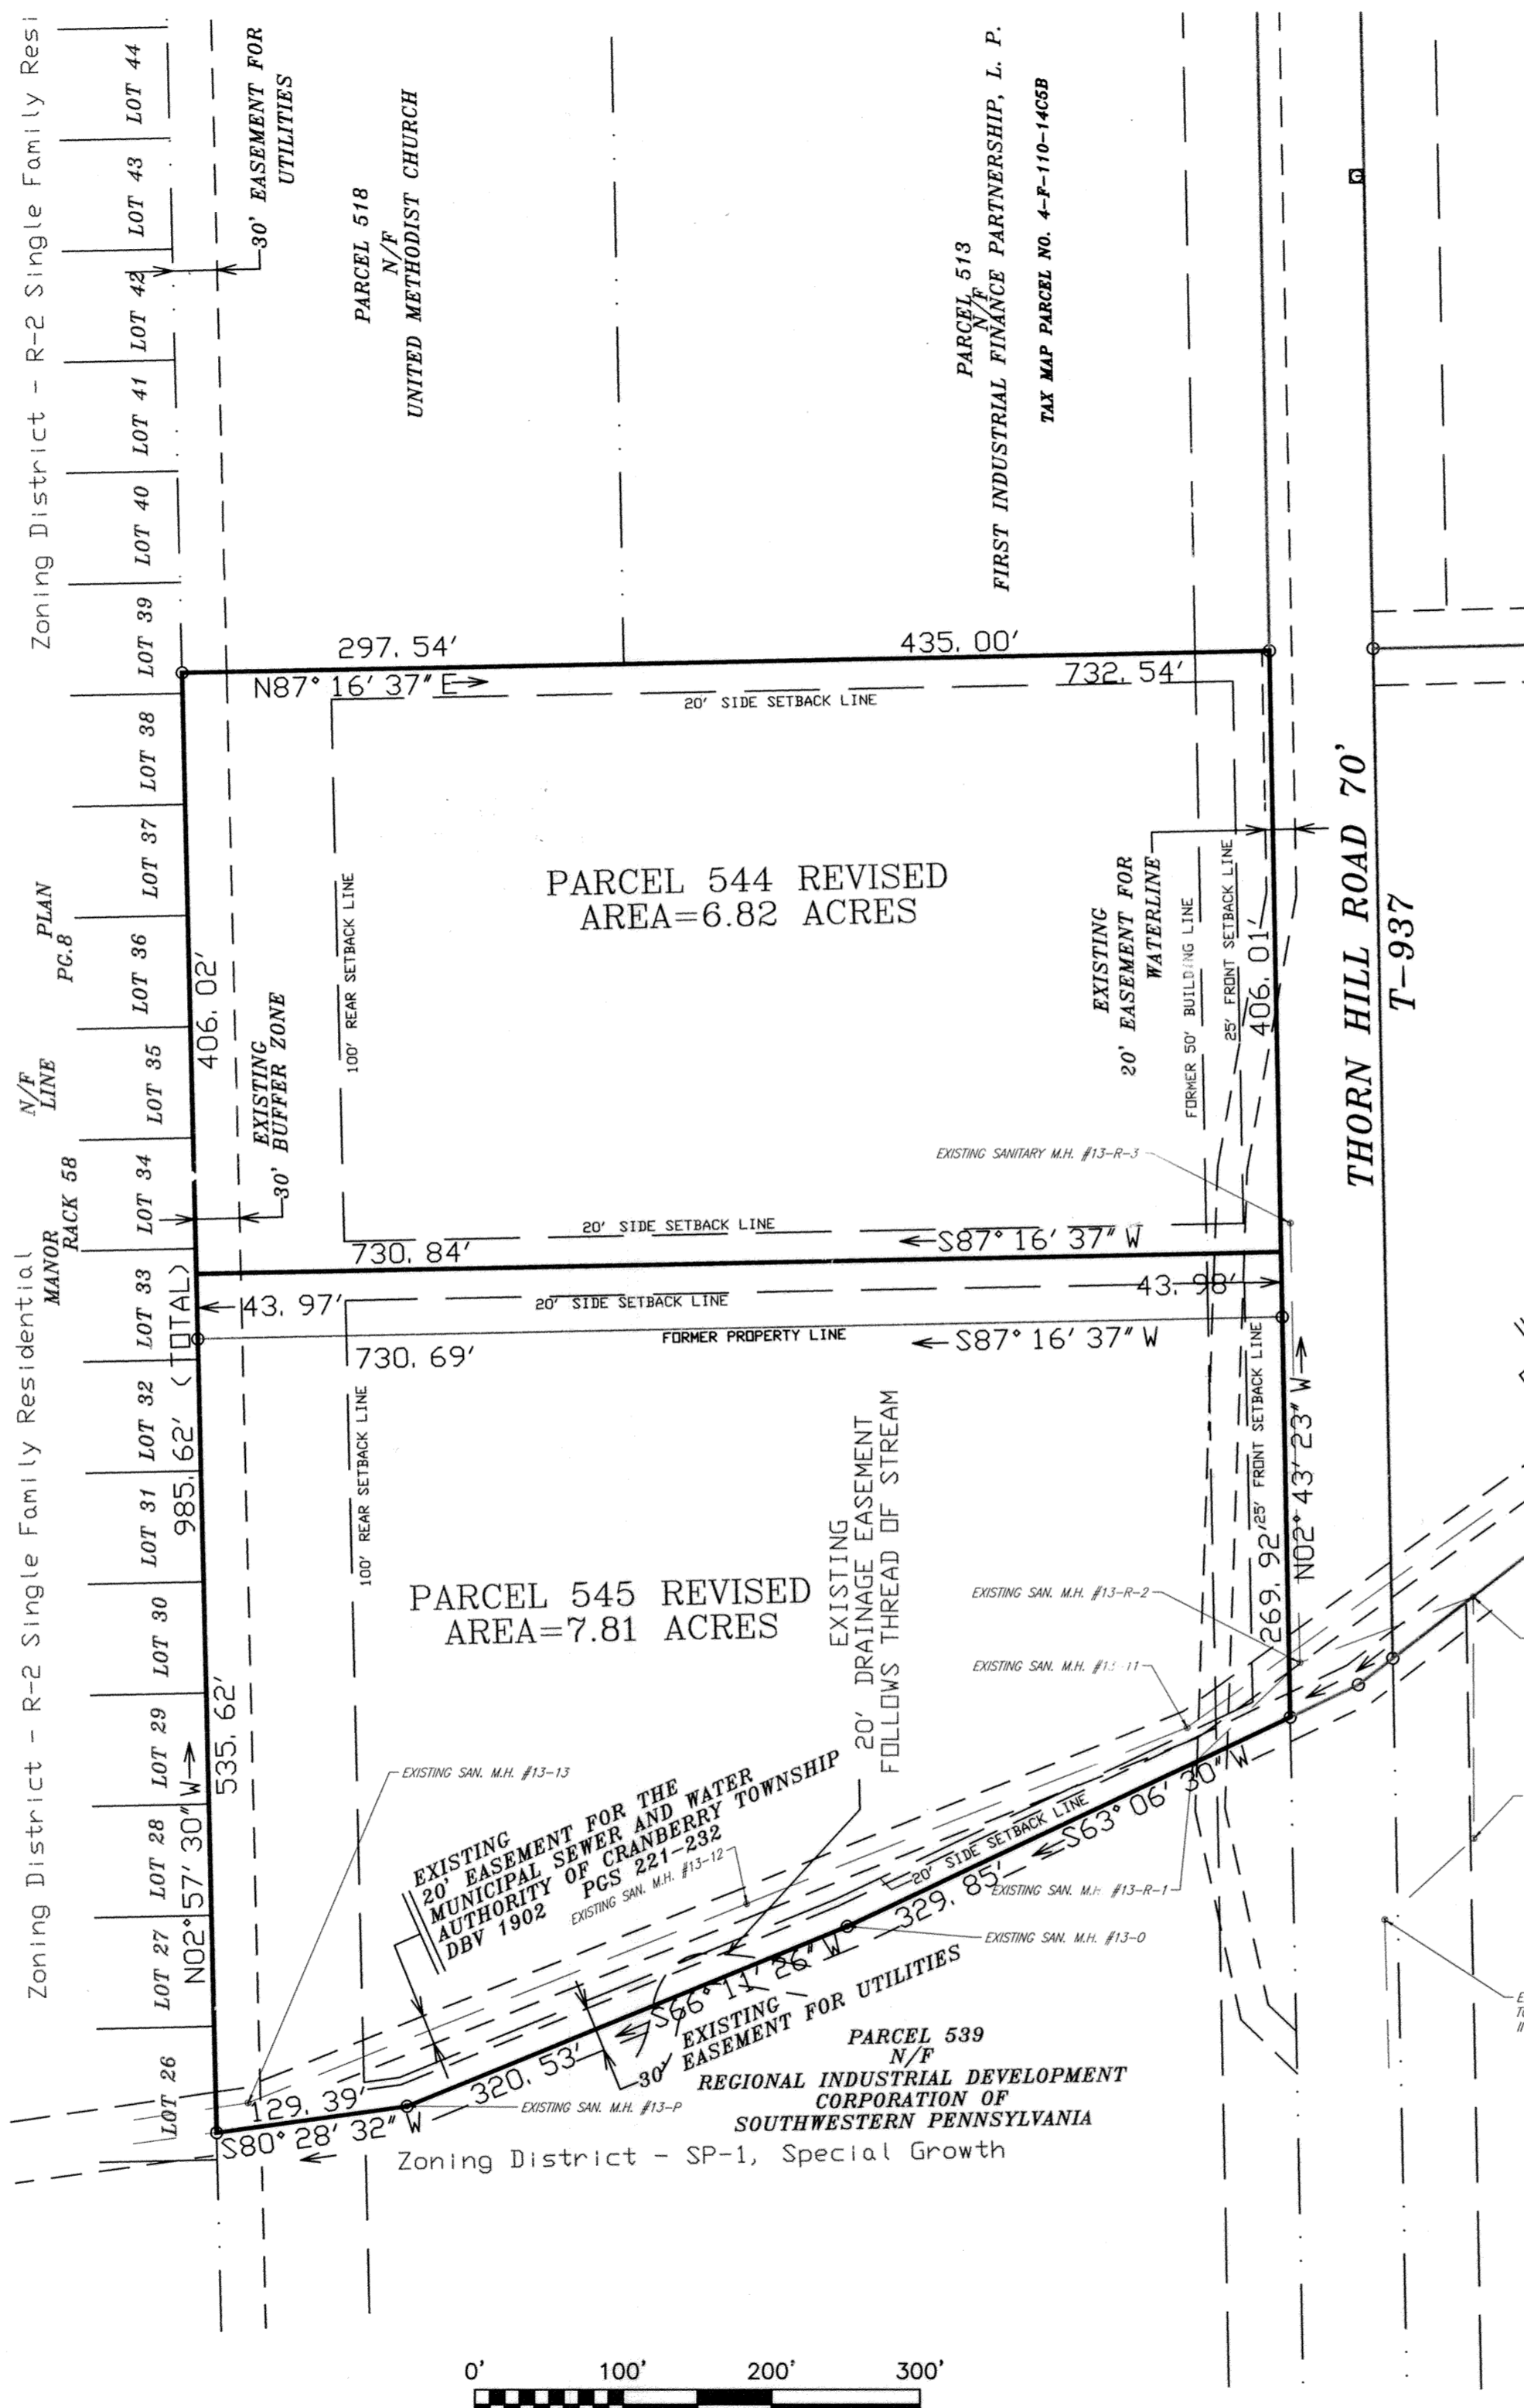 Zoning District - R-2 Single Family Resi
LOT 44
LOT 43
LOT 42
LOT 41
LOT 40
LOT 39
LOT 38
LOT 37
LOT 36
LOT 35
LOT 34
LOT 33
LOT 32
LOT 31
LOT 30
LOT 29
LOT 28
LOT 27
LOT 26
30' EASEMENT FOR
UTILITIES
PARCEL 518
N/F
UNITED METHODIST CHURCH
PARCEL 513
N/F
FIRST INDUSTRIAL FINANCE PARTNERSHIP, L. P.
TAX MAP PARCEL NO. 4-F-110-14C5B
G
297.54'
435.00'
N87° 16' 37" E
732.54'
20' SIDE SETBACK LINE
100' REAR SETBACK LINE
PARCEL 544 REVISED
AREA=6.82 ACRES
406.02'
EXISTING
30' BUFFER ZONE
EXISTING
20' EASEMENT FOR
WATERLINE
FORMER 50' BUILDING LINE
25' FRONT SETBACK LINE
406.01'
THORN HILL ROAD 70'
T-937
PLAN
PG.8
N/F
LINE
MANOR
RACK 58
Zoning District - R-2 Single Family Residential
EXISTING SANITARY M.H. #13-R-3
20' SIDE SETBACK LINE
730.84'
S87° 16' 37" W
43.97'
43.98'
20' SIDE SETBACK LINE
FORMER PROPERTY LINE
730.69'
S87° 16' 37" W
985.62' (TOTAL)
100' REAR SETBACK LINE
25' FRONT SETBACK LINE
N02° 43' 23" W
269.92'
EXISTING
20' DRAINAGE EASEMENT
FOLLOWS THREAD OF STREAM
PARCEL 545 REVISED
AREA=7.81 ACRES
EXISTING SAN. M.H. #13-R-2
EXISTING SAN. M.H. #13-11
535.62'
N02° 57' 30" W
EXISTING SAN. M.H. #13-13
EXISTING
20' EASEMENT FOR THE
MUNICIPAL SEWER AND WATER
AUTHORITY OF CRANBERRY TOWNSHIP
DBV 1902 PGS 221-232
EXISTING SAN. M.H. #13-12
20' SIDE SETBACK LINE
S63° 06' 30" W
329.85'
EXISTING SAN. M.H. #13-R-1
EXISTING SAN. M.H. #13-O
S66° 11' 26" W
320.53'
EXISTING
30' EASEMENT FOR UTILITIES
129.39'
S80° 28' 32" W
EXISTING SAN. M.H. #13-P
PARCEL 539
N/F
REGIONAL INDUSTRIAL DEVELOPMENT
CORPORATION OF
SOUTHWESTERN PENNSYLVANIA
Zoning District - SP-1, Special Growth
0' 100' 200' 300'